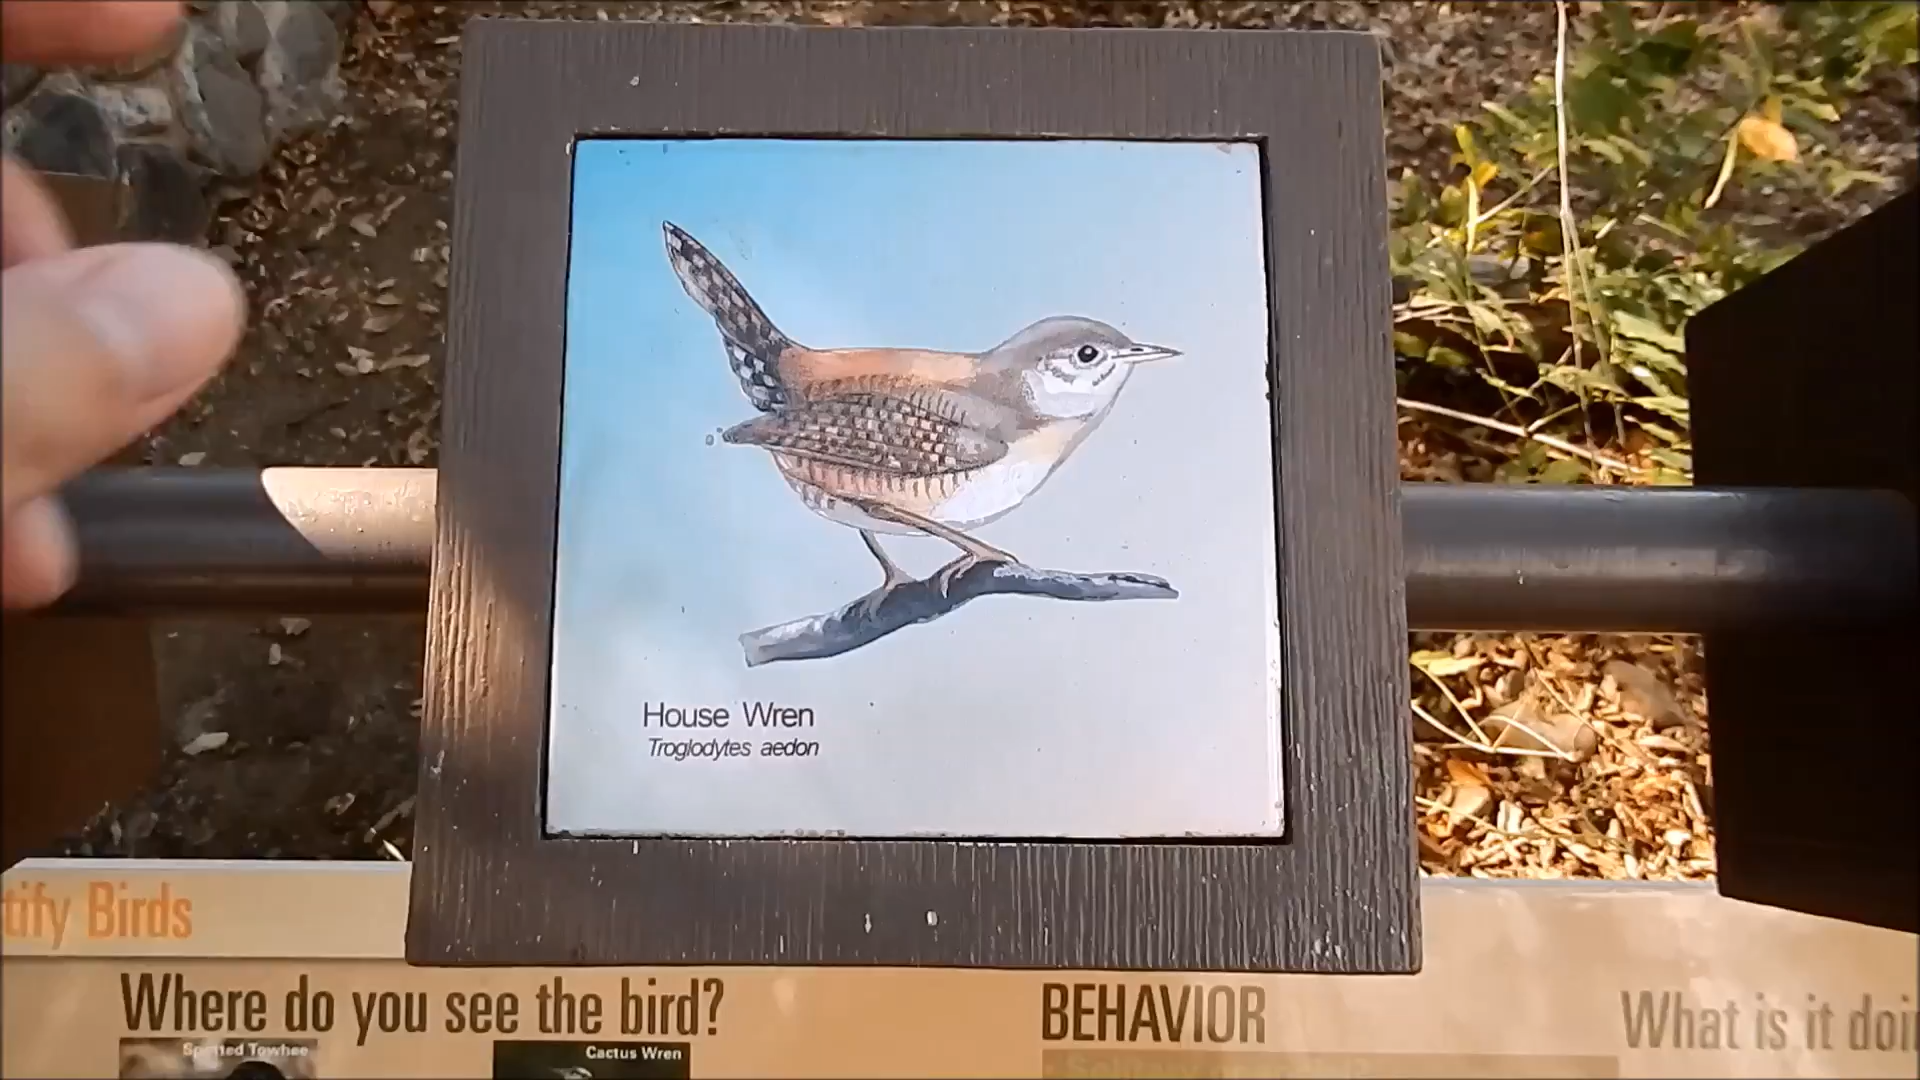 House Wren
Troglodytes aedon
tify Birds
Where do you see the bird?
BEHAVIOR
What is it doi
Spotted Towhee
Cactus Wren